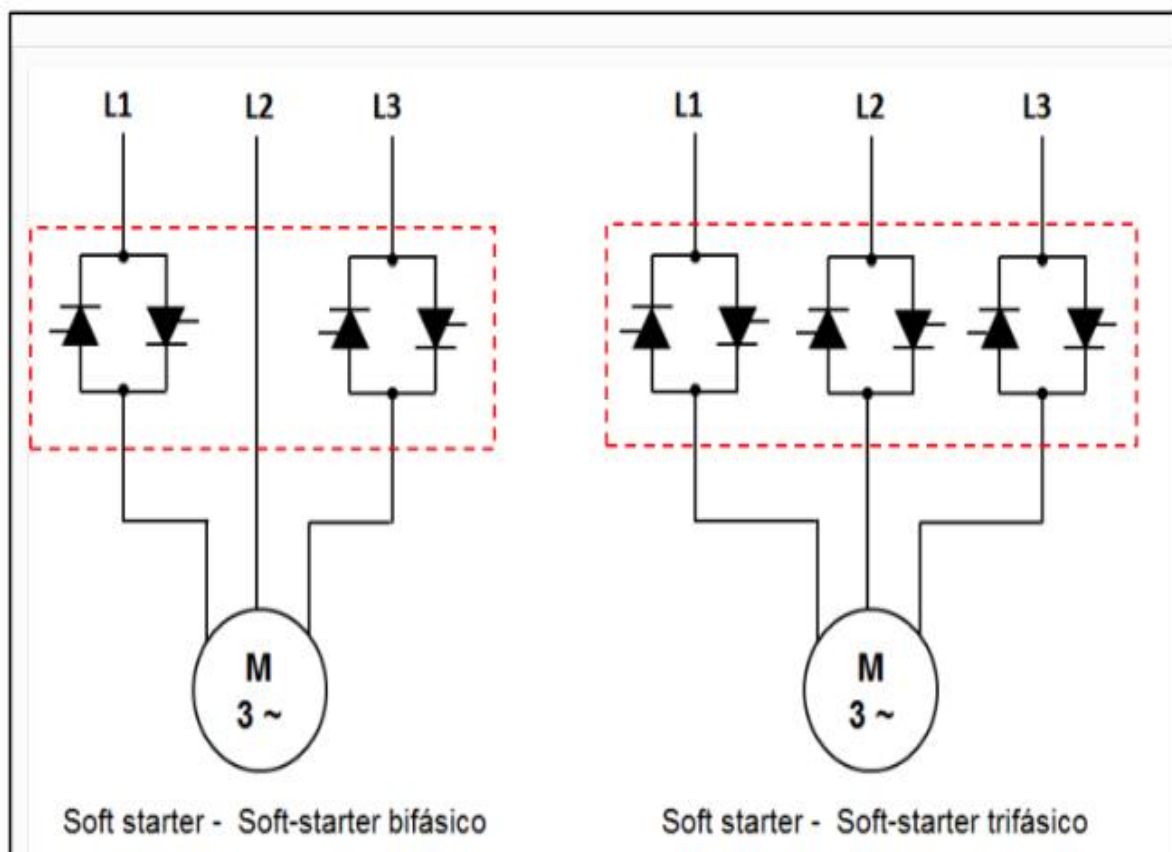 L1 L2 L3 L1 L2 L3
M M
3 ~ 3 ~
Soft starter - Soft-starter bifásico Soft starter - Soft-starter trifásico